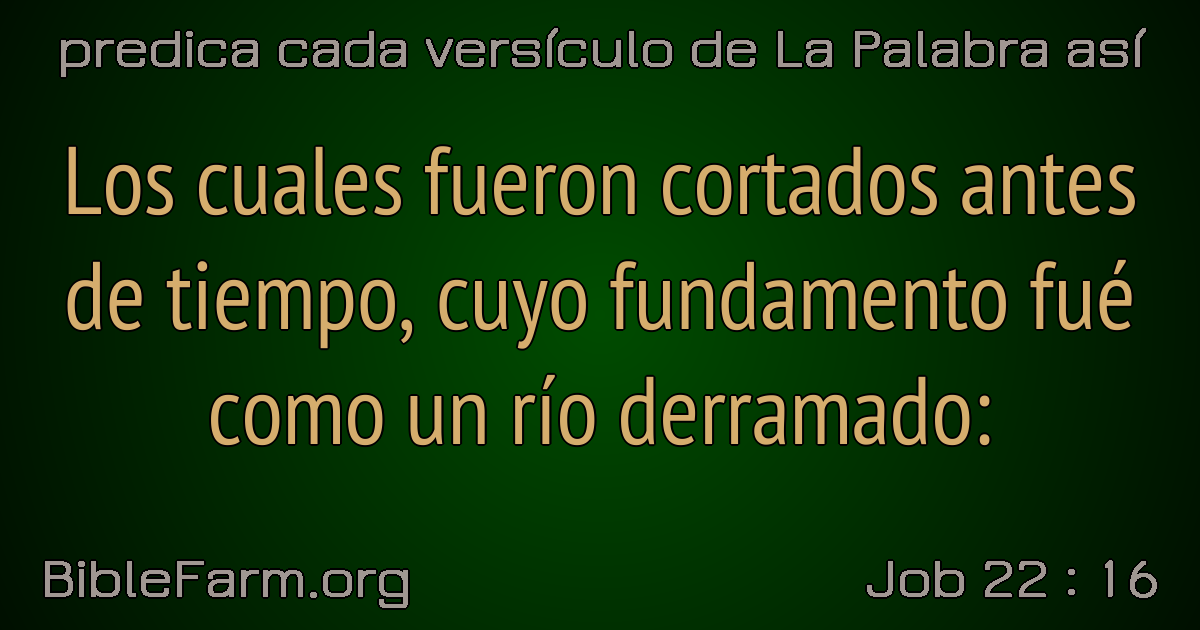 predica cada versículo de La Palabra así
Los cuales fueron cortados antes
de tiempo, cuyo fundamento fué
como un río derramado:
BibleFarm.org
Job 22 : 16